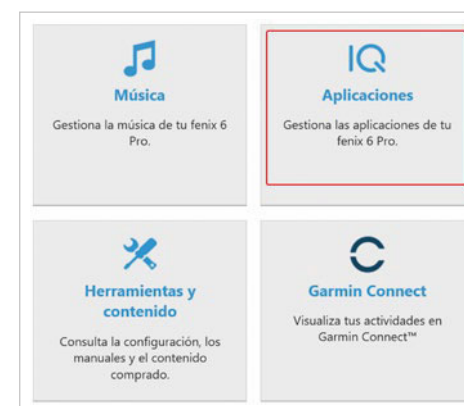 Música
Gestiona la música de tu fenix 6
Pro.
IQ
Aplicaciones
Gestiona las aplicaciones de tu
fenix 6 Pro.
Herramientas y
contenido
Consulta la configuración, los
manuales y el contenido
comprado.
Garmin Connect
Visualiza tus actividades en
Garmin Connect™